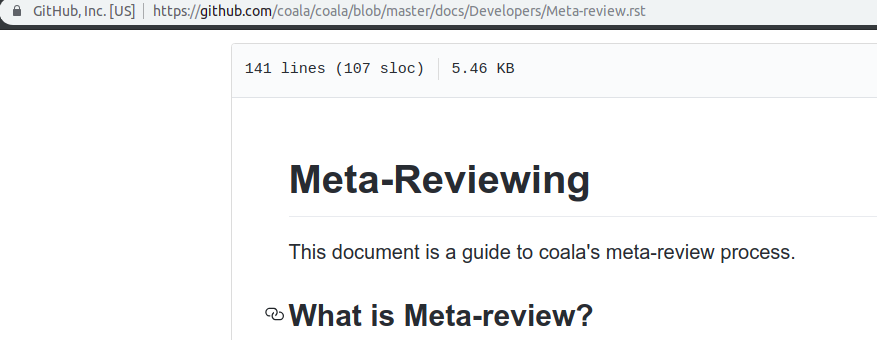 GitHub, Inc. [US] https://github.com/coala/coala/blob/master/docs/Developers/Meta-review.rst
141 lines (107 sloc) 5.46 KB
Meta-Reviewing
This document is a guide to coala's meta-review process.
What is Meta-review?